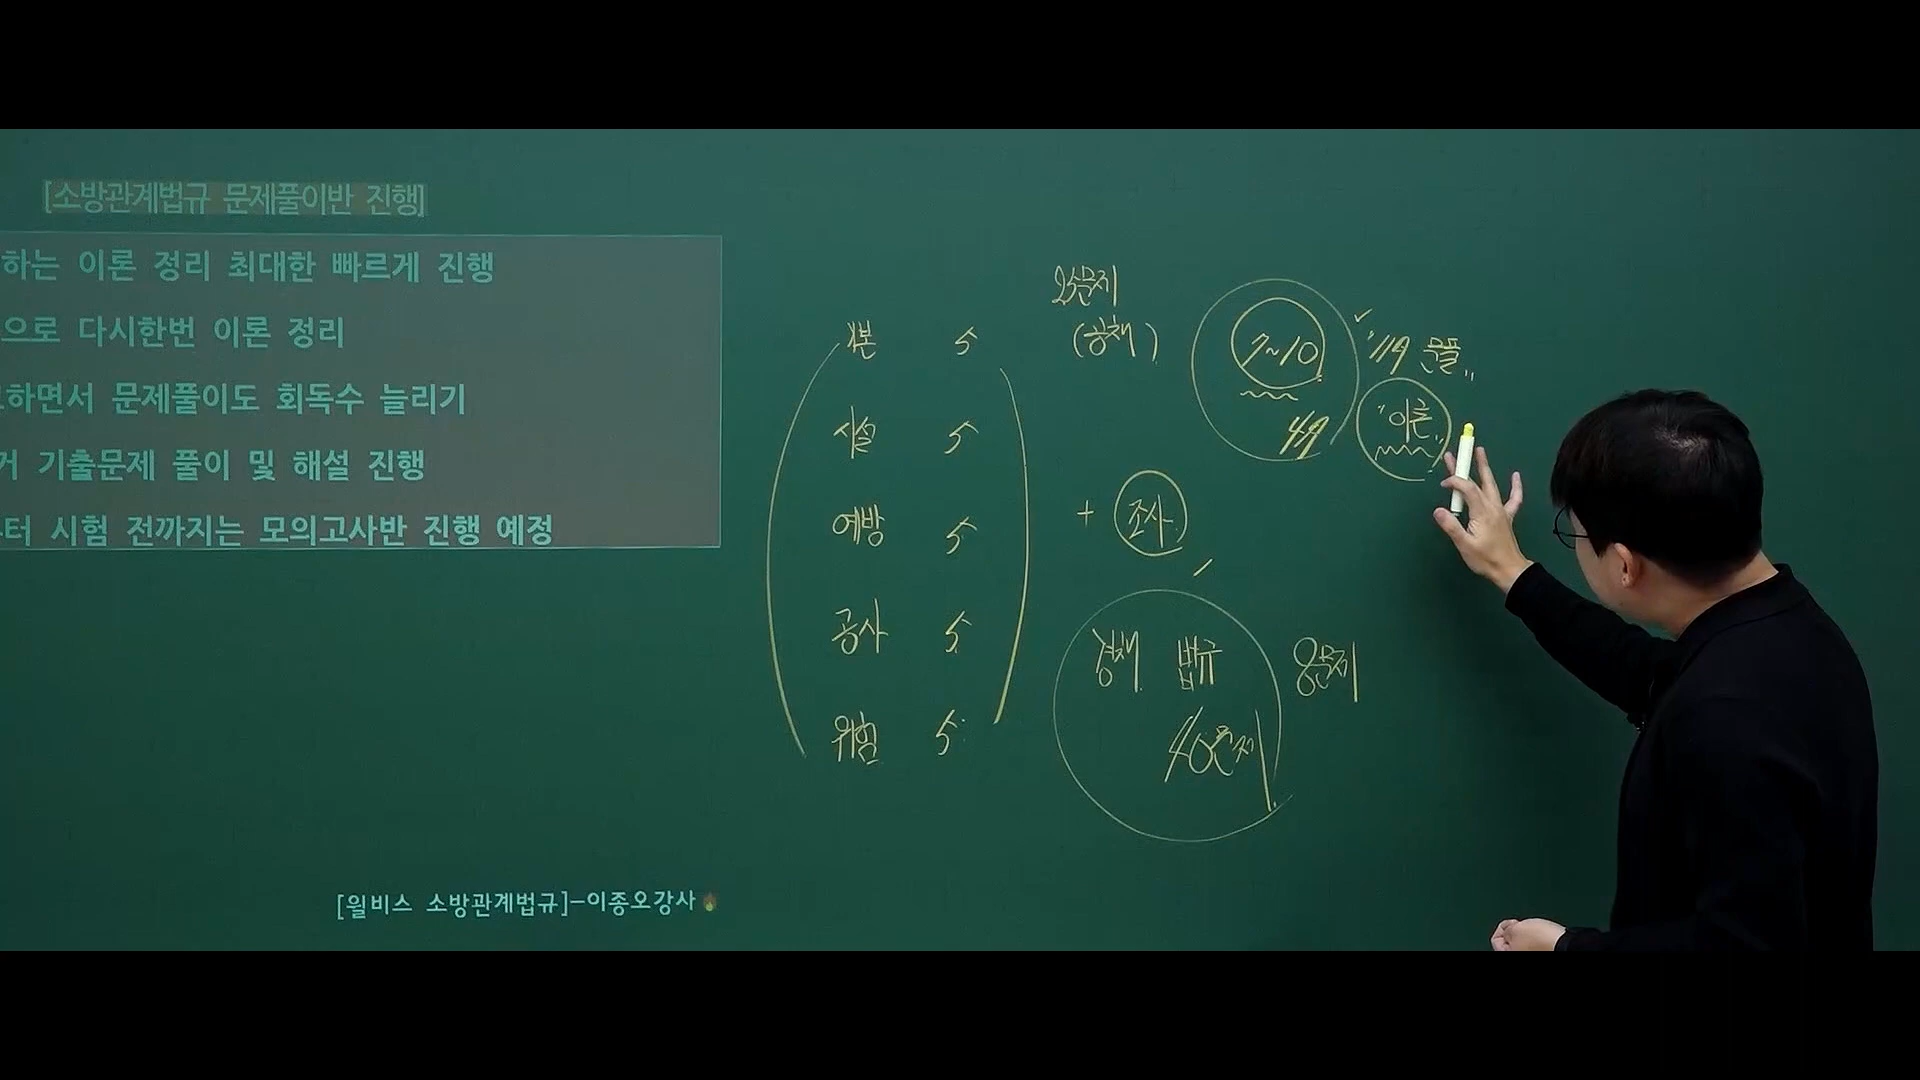 [소방관계법규 문제풀이반 진행]
하는 이론 정리 최대한 빠르게 진행
으로 다시한번 이론 정리
하면서 문제풀이도 회독수 늘리기
거 기출문제 풀이 및 해설 진행
터 시험 전까지는 모의고사반 진행 예정
25문제
(공채)
기본 5
시설 5
예방 5
공사 5
위험 5
+ 조사
7~10
문풀
"이론"
경채 법규 8문제
40문제
[윌비스 소방관계법규]-이종오강사